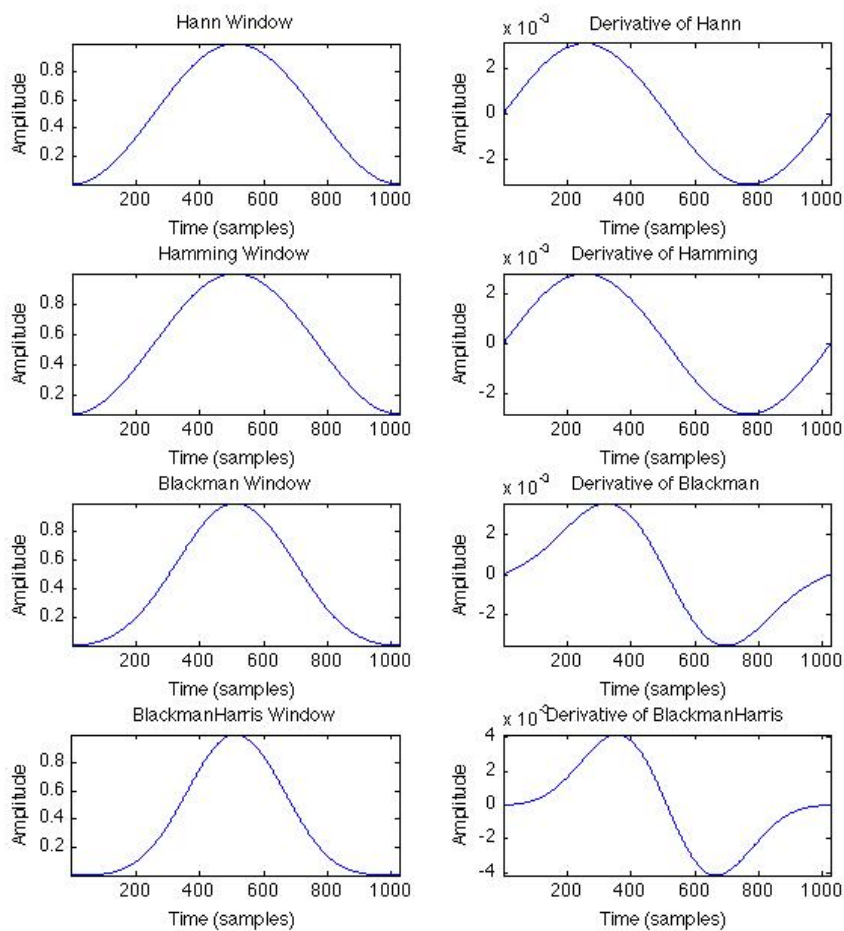 Hann Window
Amplitude
0.8
0.6
0.4
0.2
200 400 600 800 1000
Time (samples)
Derivative of Hann
x 10-3
Amplitude
2
0
-2
200 400 600 800 1000
Time (samples)
Hamming Window
Amplitude
0.8
0.6
0.4
0.2
200 400 600 800 1000
Time (samples)
Derivative of Hamming
x 10-3
Amplitude
2
0
-2
200 400 600 800 1000
Time (samples)
Blackman Window
Amplitude
0.8
0.6
0.4
0.2
200 400 600 800 1000
Time (samples)
Derivative of Blackman
x 10-3
Amplitude
2
0
-2
200 400 600 800 1000
Time (samples)
BlackmanHarris Window
Amplitude
0.8
0.6
0.4
0.2
200 400 600 800 1000
Time (samples)
Derivative of BlackmanHarris
x 10-3
Amplitude
4
2
0
-2
-4
200 400 600 800 1000
Time (samples)